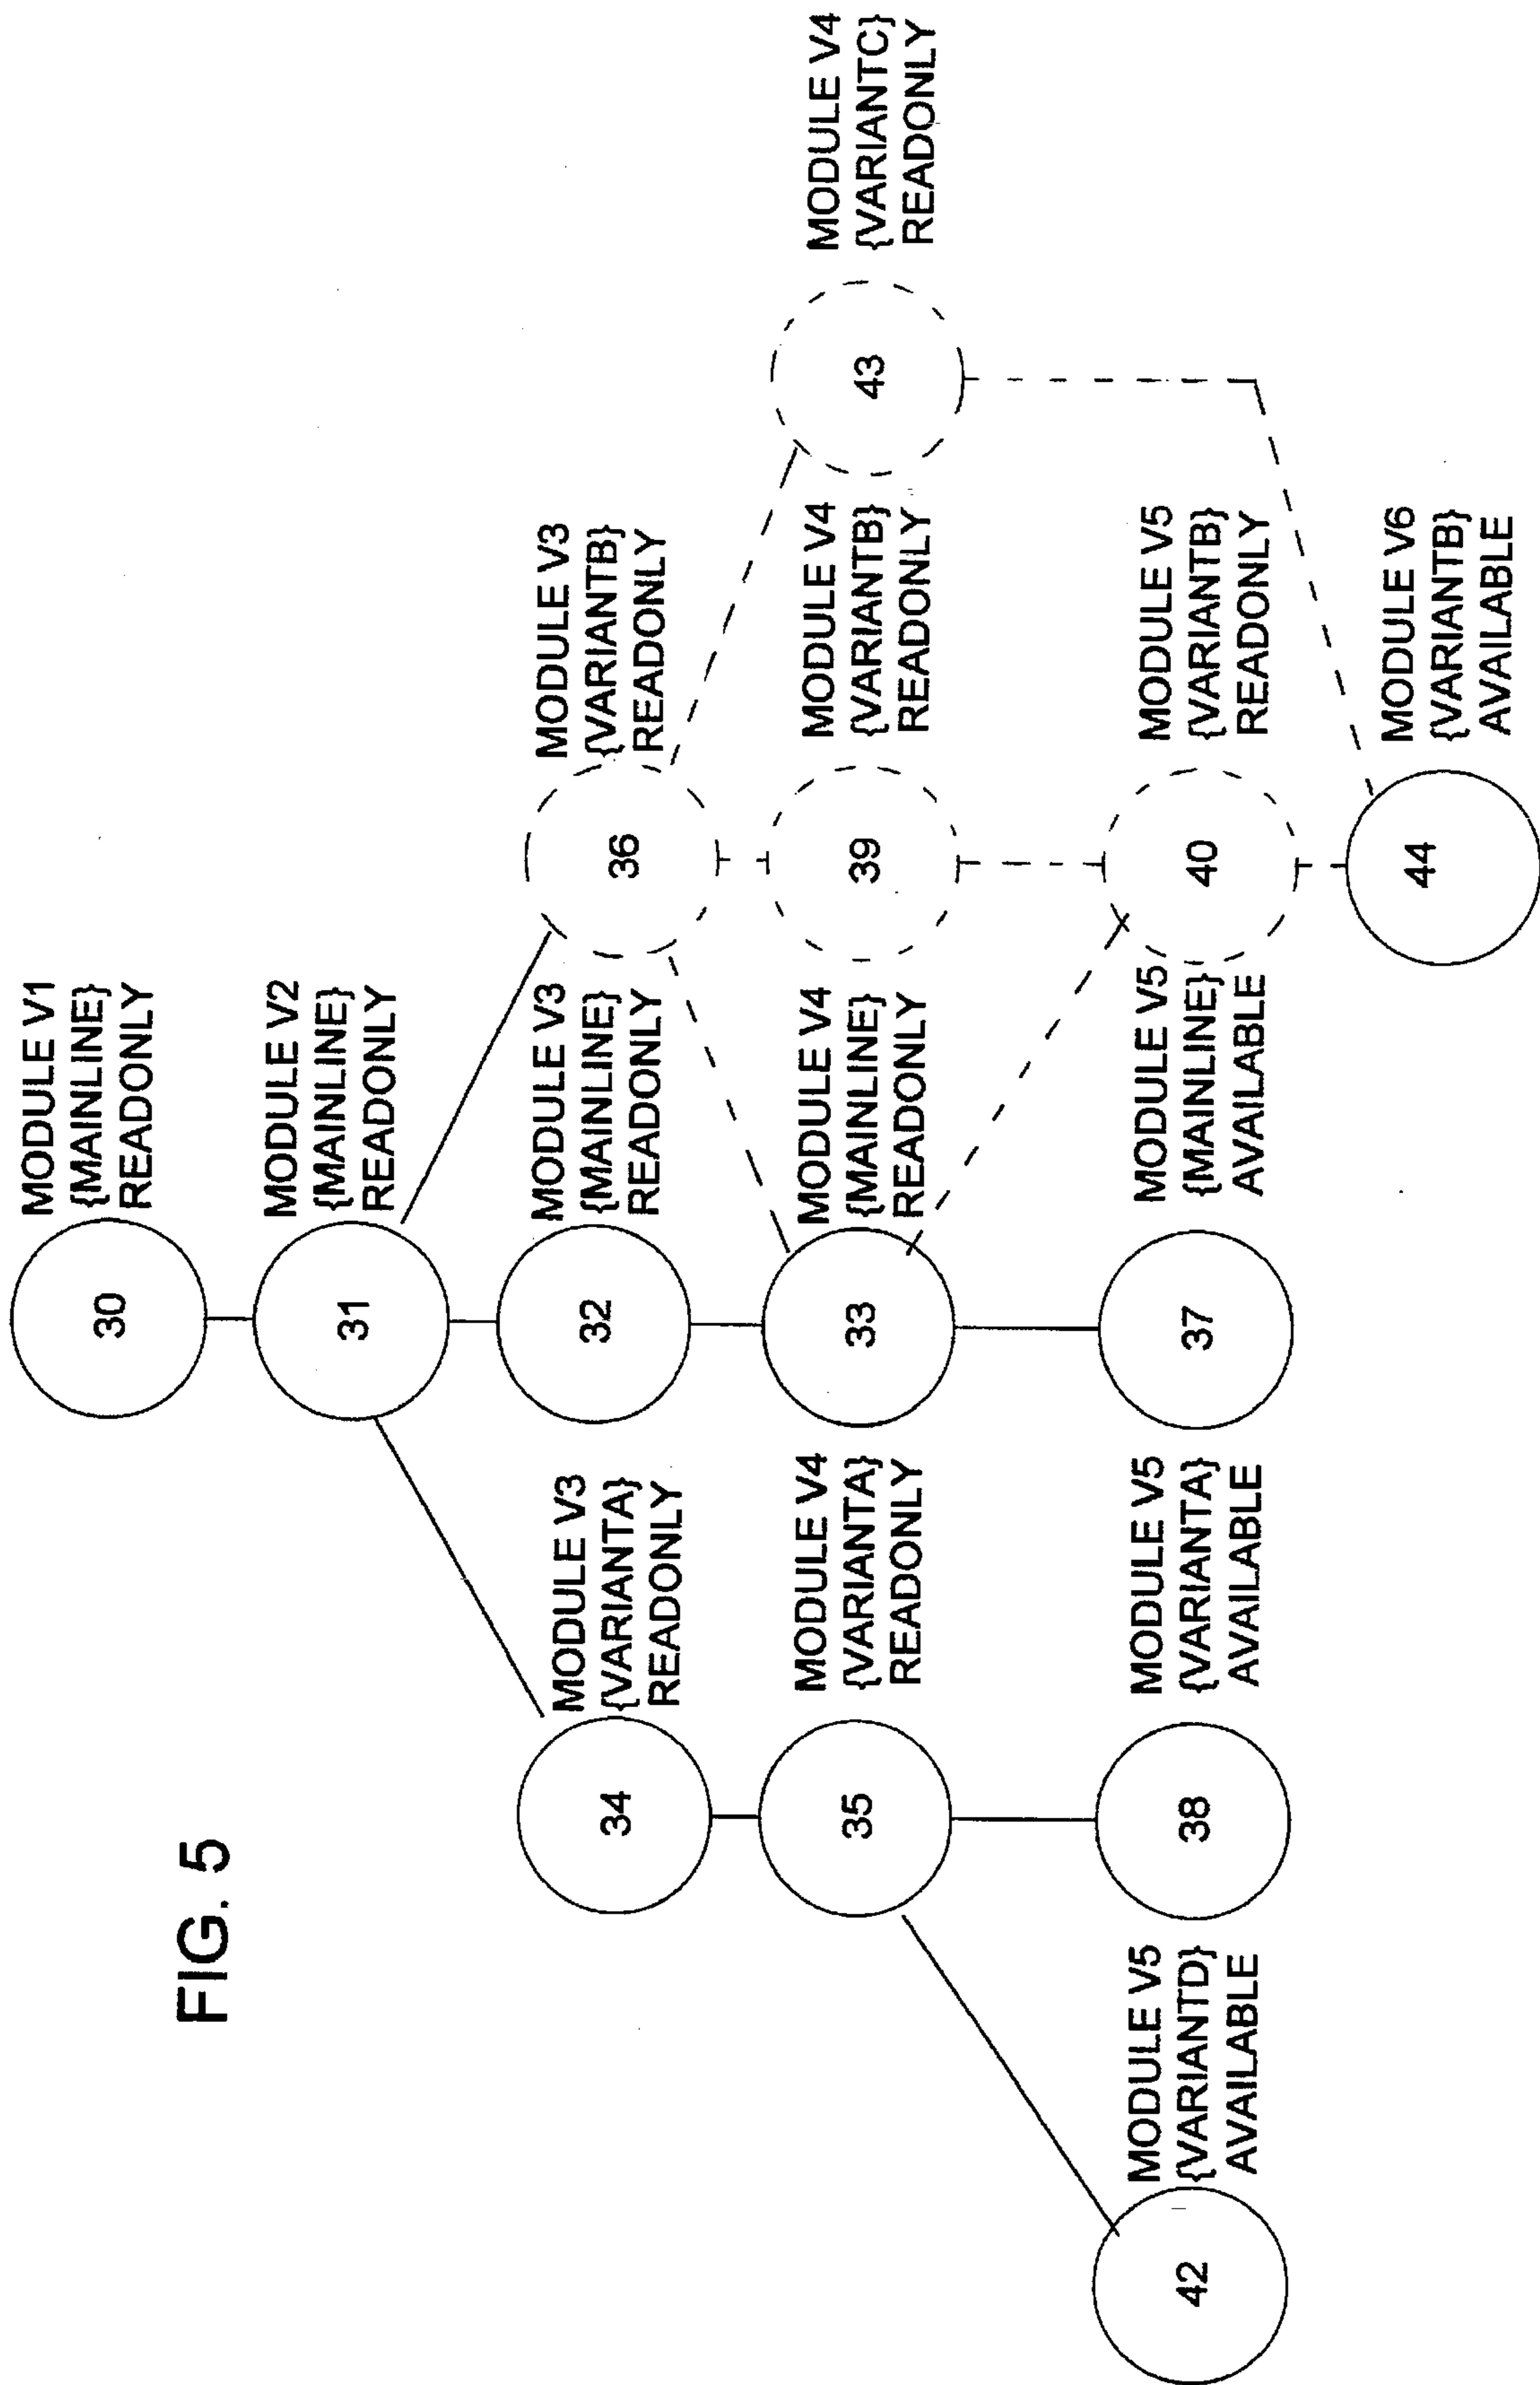 FIG. 5
30
MODULE V1
{MAINLINE}
READONLY
31
MODULE V2
{MAINLINE}
READONLY
34
MODULE V3
{VARIANTA}
READONLY
32
MODULE V3
{MAINLINE}
READONLY
36
MODULE V3
{VARIANTB}
READONLY
35
MODULE V4
{VARIANTA}
READONLY
33
MODULE V4
{MAINLINE}
READONLY
39
MODULE V4
{VARIANTB}
READONLY
43
MODULE V4
{VARIANTC}
READONLY
42
MODULE V5
{VARIANTD}
AVAILABLE
38
MODULE V5
{VARIANTA}
AVAILABLE
37
MODULE V5
{MAINLINE}
AVAILABLE
40
MODULE V5
{VARIANTB}
READONLY
44
MODULE V6
{VARIANTB}
AVAILABLE